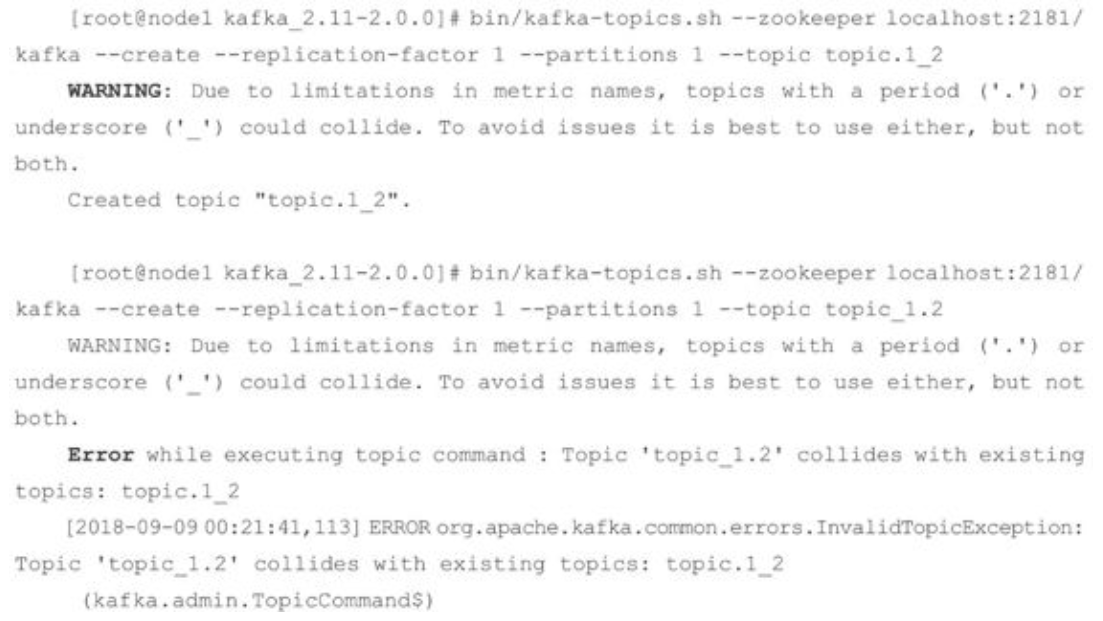 [root@node1 kafka_2.11-2.0.0]# bin/kafka-topics.sh --zookeeper localhost:2181/
kafka --create --replication-factor 1 --partitions 1 --topic topic.1_2
WARNING: Due to limitations in metric names, topics with a period ('.') or
underscore ('_') could collide. To avoid issues it is best to use either, but not
both.
Created topic "topic.1_2".
[root@node1 kafka_2.11-2.0.0]# bin/kafka-topics.sh --zookeeper localhost:2181/
kafka --create --replication-factor 1 --partitions 1 --topic topic_1.2
WARNING: Due to limitations in metric names, topics with a period ('.') or
underscore ('_') could collide. To avoid issues it is best to use either, but not
both.
Error while executing topic command : Topic 'topic_1.2' collides with existing
topics: topic.1_2
[2018-09-09 00:21:41,113] ERROR org.apache.kafka.common.errors.InvalidTopicException:
Topic 'topic_1.2' collides with existing topics: topic.1_2
(kafka.admin.TopicCommand$)